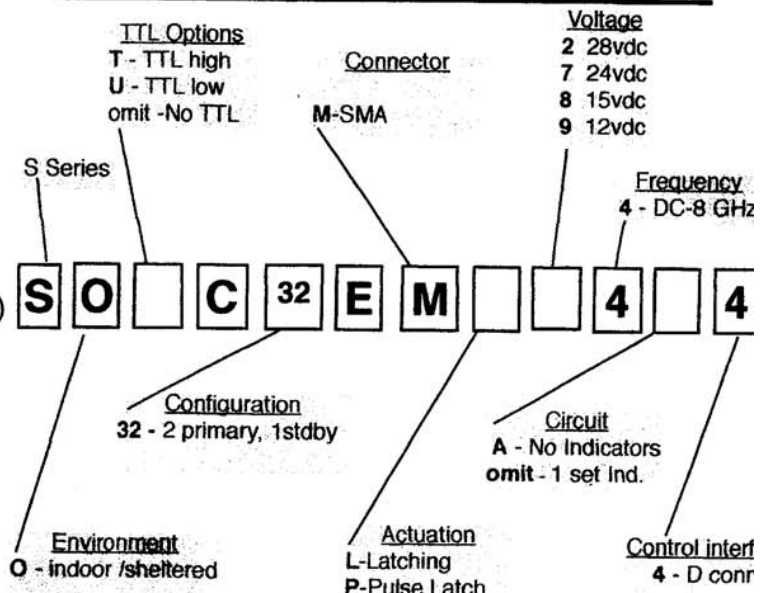 TTL Options
T - TTL high
U - TTL low
omit -No TTL
Connector
M-SMA
Voltage
2 28vdc
7 24vdc
8 15vdc
9 12vdc
S Series
Frequency
4 - DC-8 GHz
S O C 32 E M 4 4
Configuration
32 - 2 primary, 1stdby
Circuit
A - No Indicators
omit - 1 set Ind.
Environment
O - indoor /sheltered
Actuation
L-Latching
P-Pulse Latch
Control interf
4 - D conn